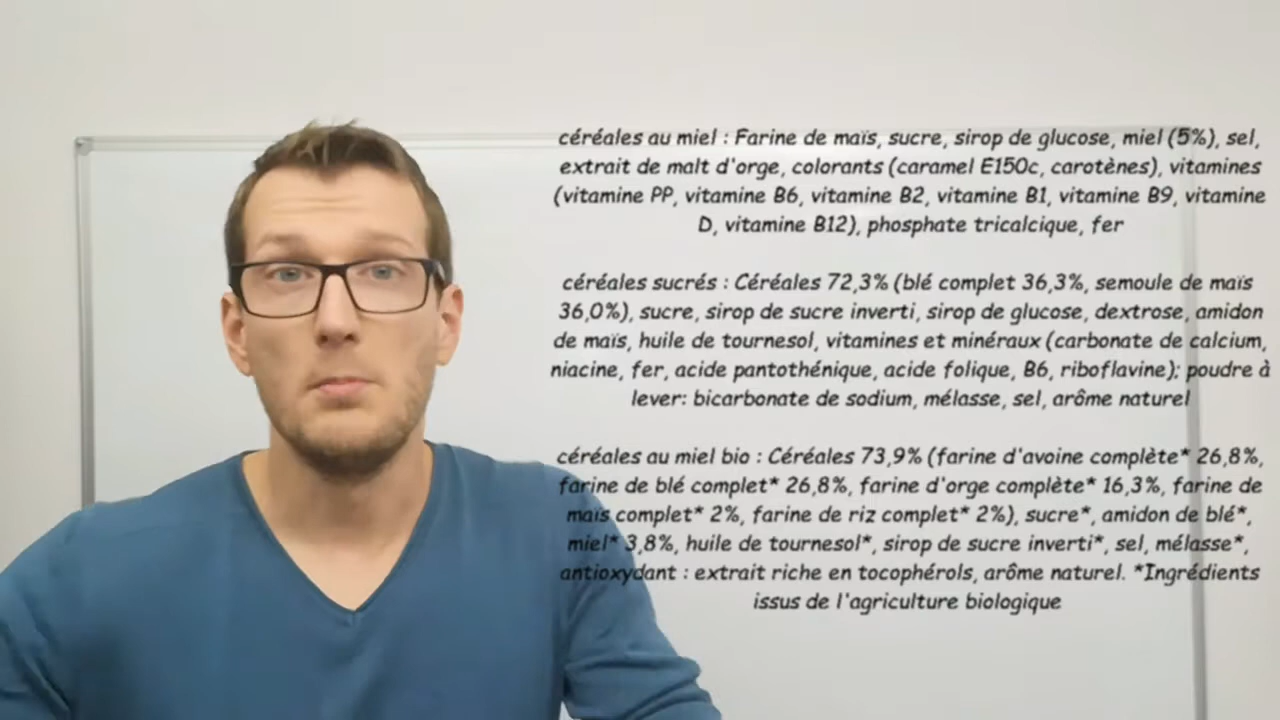 céréales au miel : Farine de maïs, sucre, sirop de glucose, miel (5%), sel,
extrait de malt d'orge, colorants (caramel E150c, carotènes), vitamines
(vitamine PP, vitamine B6, vitamine B2, vitamine B1, vitamine B9, vitamine
D, vitamine B12), phosphate tricalcique, fer
céréales sucrés : Céréales 72,3% (blé complet 36,3%, semoule de maïs
36,0%), sucre, sirop de sucre inverti, sirop de glucose, dextrose, amidon
de maïs, huile de tournesol, vitamines et minéraux (carbonate de calcium,
niacine, fer, acide pantothénique, acide folique, B6, riboflavine); poudre à
lever: bicarbonate de sodium, mélasse, sel, arôme naturel
céréales au miel bio : Céréales 73,9% (farine d'avoine complète* 26,8%,
farine de blé complet* 26,8%, farine d'orge complète* 16,3%, farine de
maïs complet* 2%, farine de riz complet* 2%), sucre*, amidon de blé*,
miel* 3,8%, huile de tournesol*, sirop de sucre inverti*, sel, mélasse*,
antioxydant : extrait riche en tocophérols, arôme naturel. *Ingrédients
issus de l'agriculture biologique